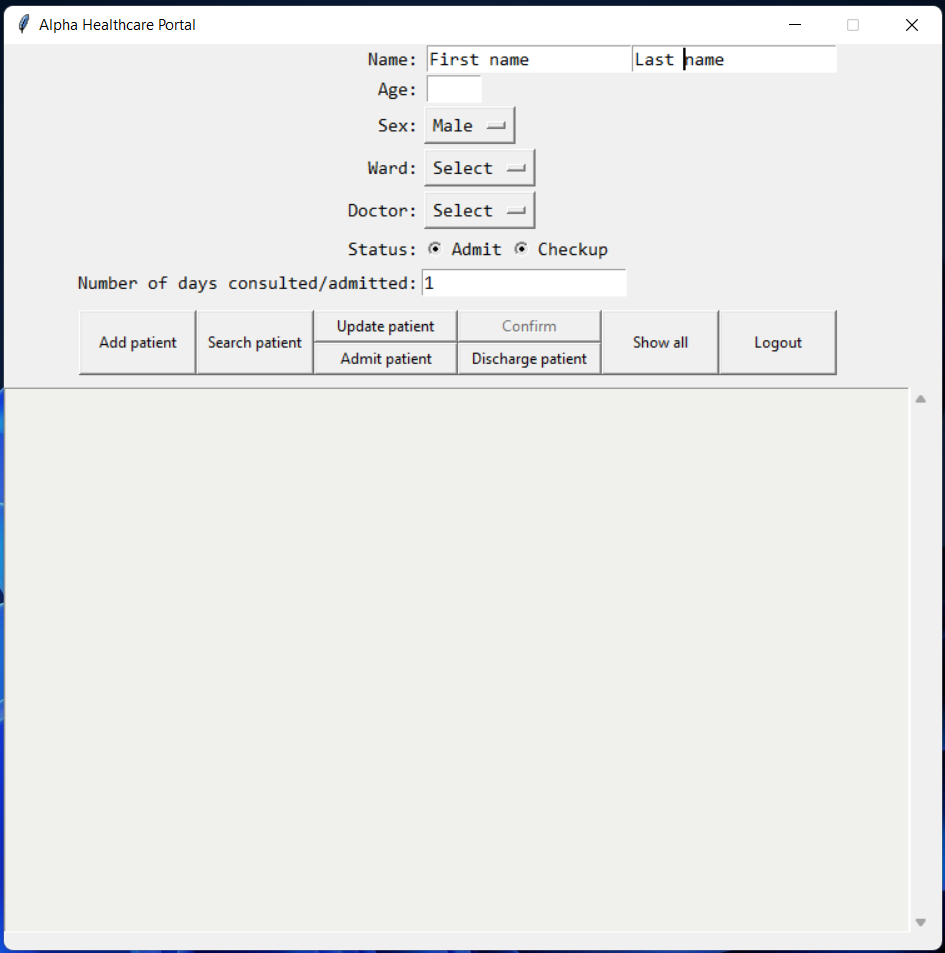 Alpha Healthcare Portal
Name: First name Last name
Age:
Sex: Male
Ward: Select
Doctor: Select
Status: Admit Checkup
Number of days consulted/admitted: 1
Add patient Search patient Update patient Confirm Show all Logout
Admit patient Discharge patient